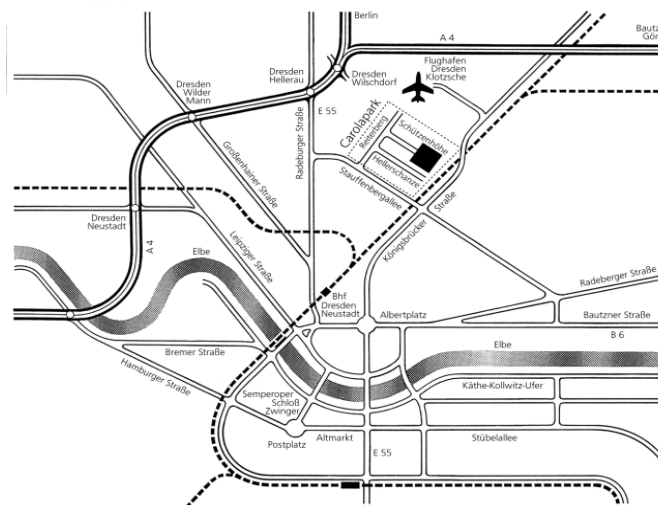 Berlin
A 4
Bautz
Gör
Dresden
Hellerau
Dresden
Wilschdorf
Flughafen
Dresden
Klotzsche
Dresden
Wilder
Mann
E 55
Carolapark
Reiterberg
Schützenhöhe
Hellerschanze
Radeburger Straße
Großenhainer Straße
Stauffenbergallee
Königsbrücker
Straße
Dresden
Neustadt
A 4
Elbe
Leipziger Straße
Bhf
Dresden
Neustadt
Albertplatz
Radeberger Straße
Bautzner Straße
B 6
Elbe
Bremer Straße
Hamburger Straße
Käthe-Kollwitz-Ufer
Semperoper
Schloß
Zwinger
Postplatz
Altmarkt
Stübelallee
E 55